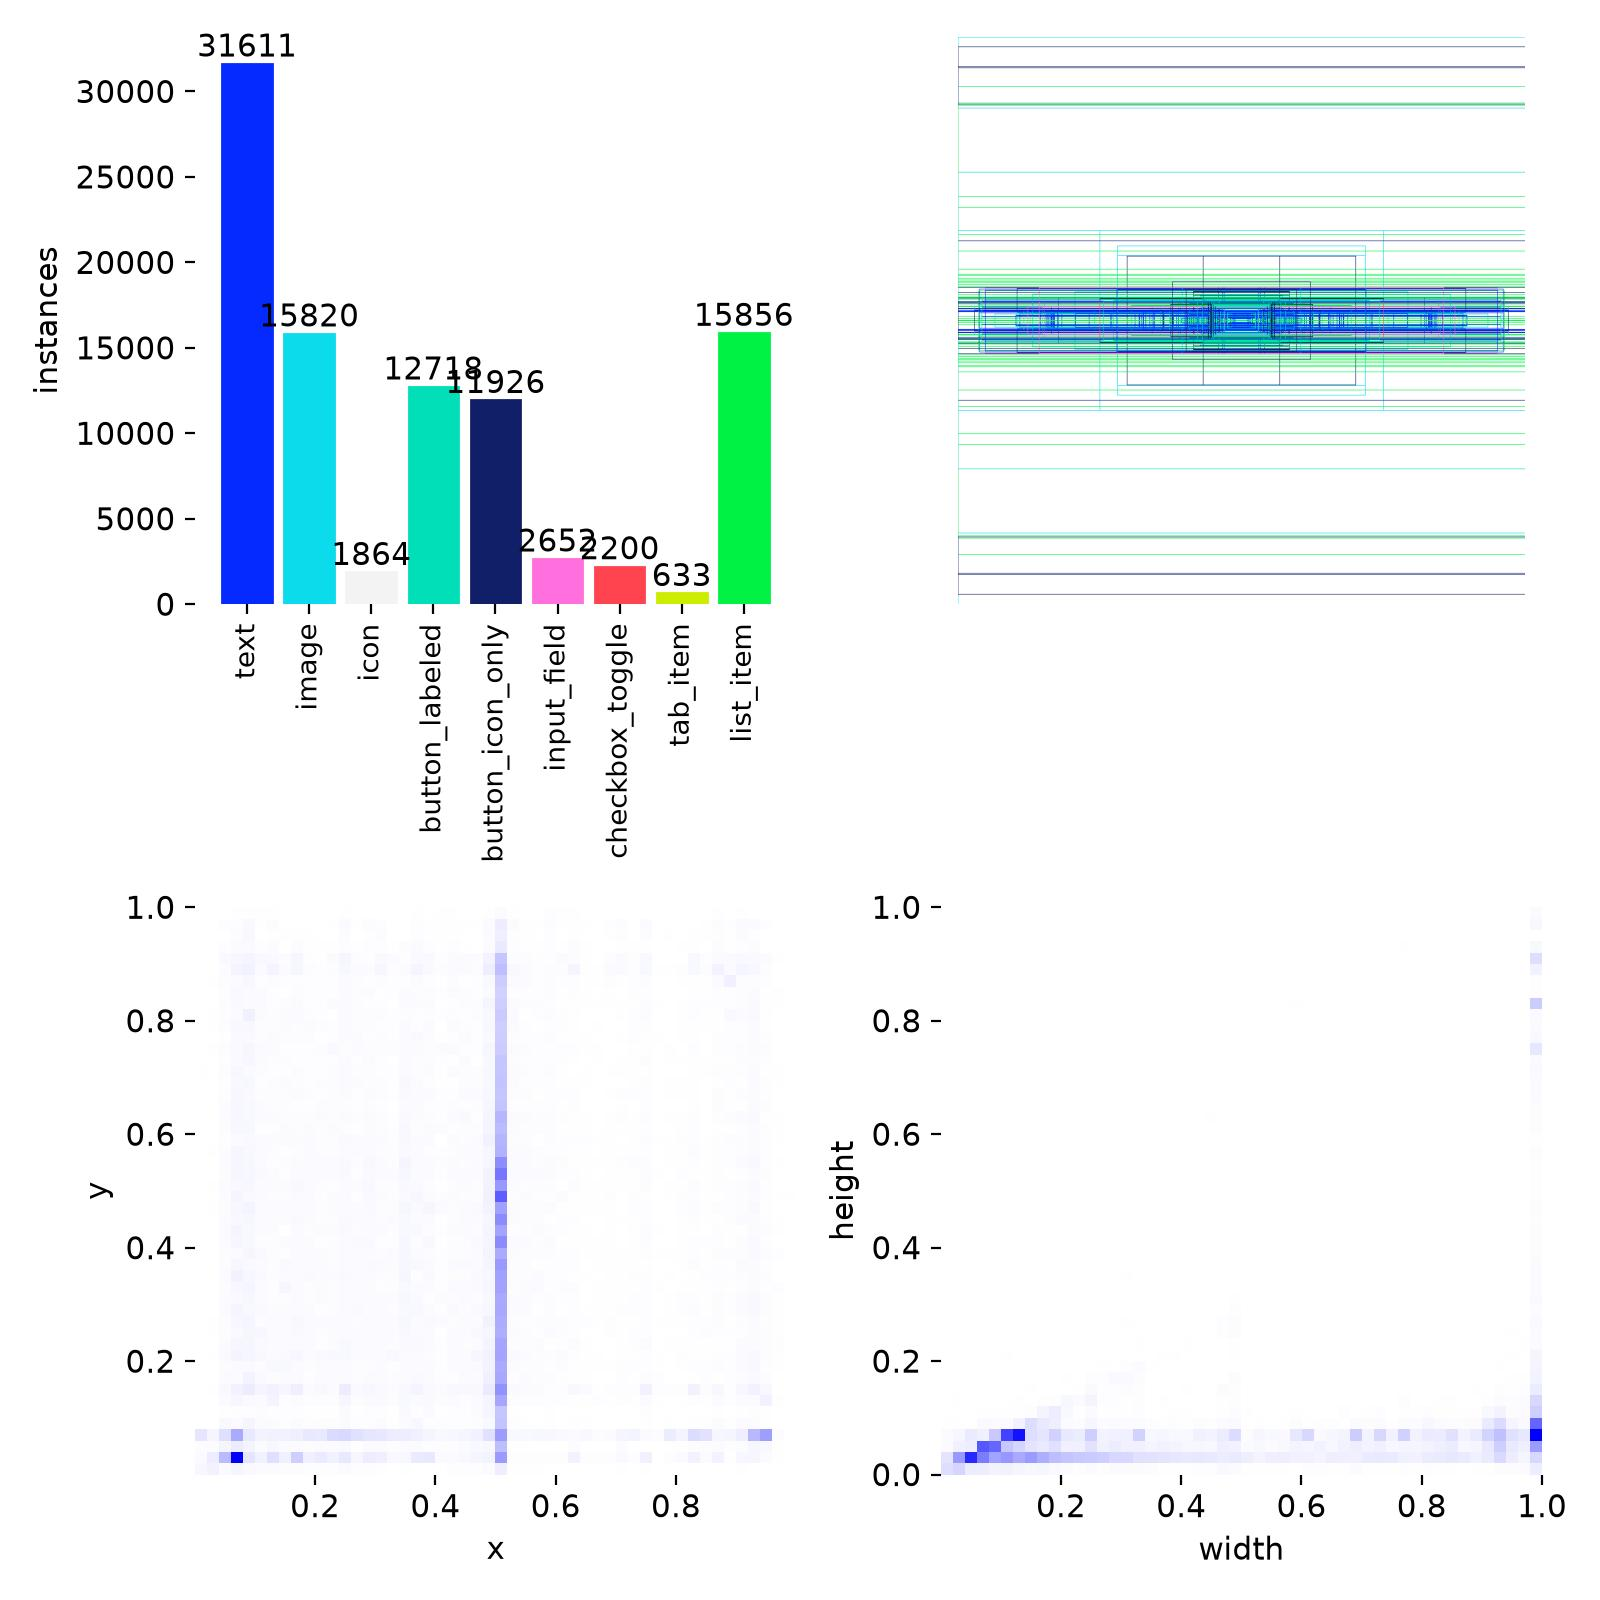 31611
15820
1864
12718
11926
2652
2200
633
15856
instances
30000
25000
20000
15000
10000
5000
0
text
image
icon
button_labeled
button_icon_only
input_field
checkbox_toggle
tab_item
list_item
y
1.0
0.8
0.6
0.4
0.2
0.2
0.4
0.6
0.8
x
height
1.0
0.8
0.6
0.4
0.2
0.0
0.2
0.4
0.6
0.8
1.0
width